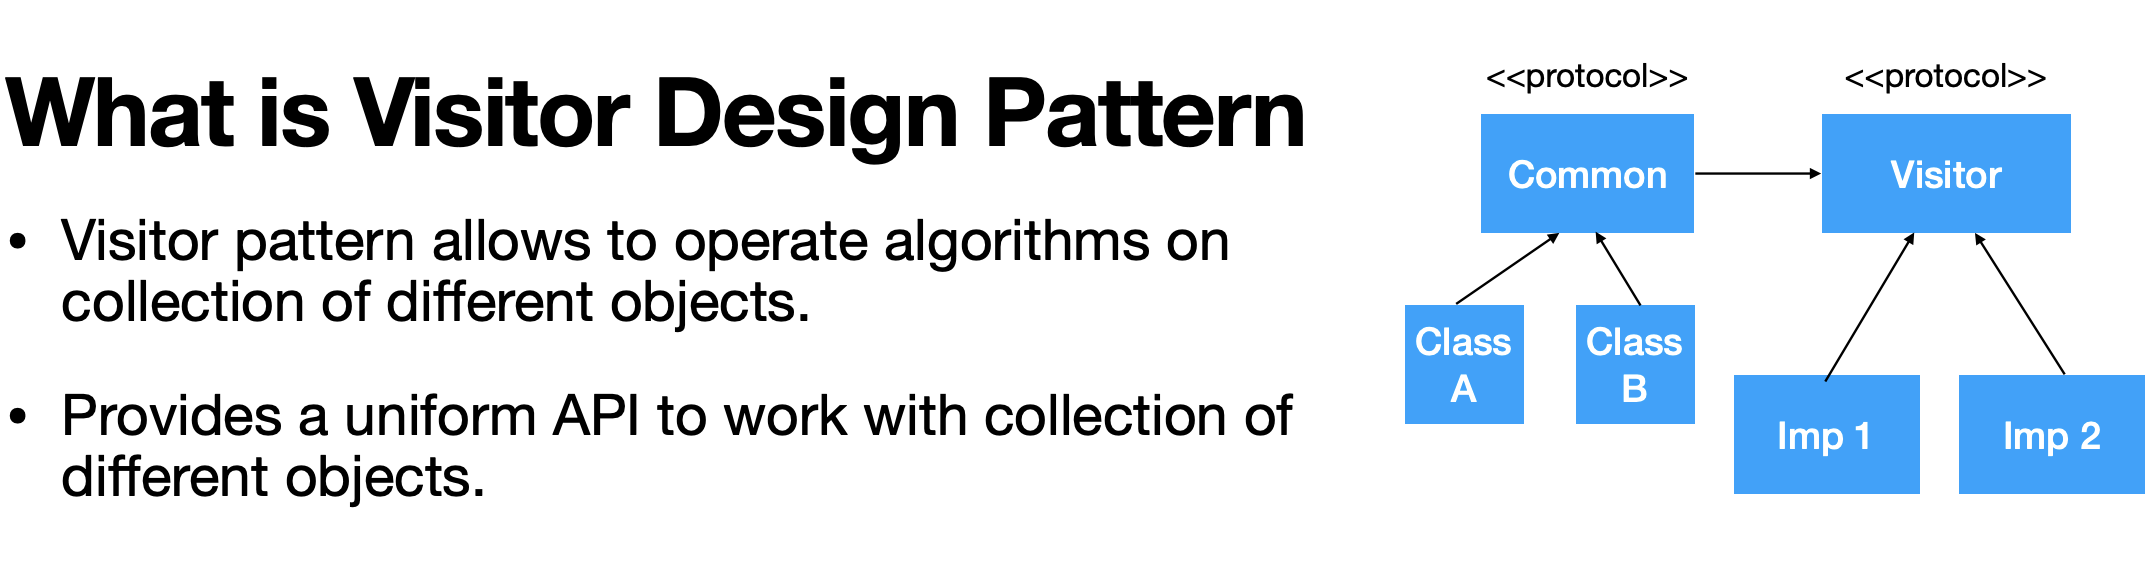 What is Visitor Design Pattern
• Visitor pattern allows to operate algorithms on
collection of different objects.
• Provides a uniform API to work with collection of
different objects.
<<protocol>>
<<protocol>>
Common
Visitor
Class
A
Class
B
Imp 1
Imp 2